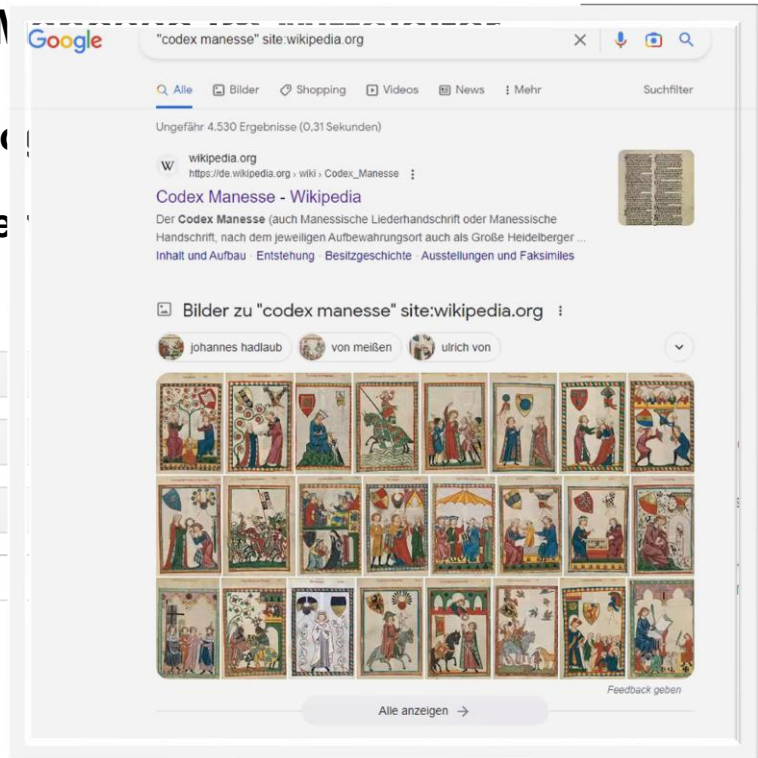 Google
"codex manesse" site:wikipedia.org
Alle Bilder Shopping Videos News Mehr Suchfilter
Ungefähr 4.530 Ergebnisse (0,31 Sekunden)
W wikipedia.org
https://de.wikipedia.org › wiki › Codex_Manesse
Codex Manesse - Wikipedia
Der Codex Manesse (auch Manessische Liederhandschrift oder Manessische
Handschrift, nach dem jeweiligen Aufbewahrungsort auch als Große Heidelberger ...
Inhalt und Aufbau · Entstehung · Besitzgeschichte · Ausstellungen und Faksimiles
Bilder zu "codex manesse" site:wikipedia.org
johannes hadlaub von meißen ulrich von
Feedback geben
Alle anzeigen →